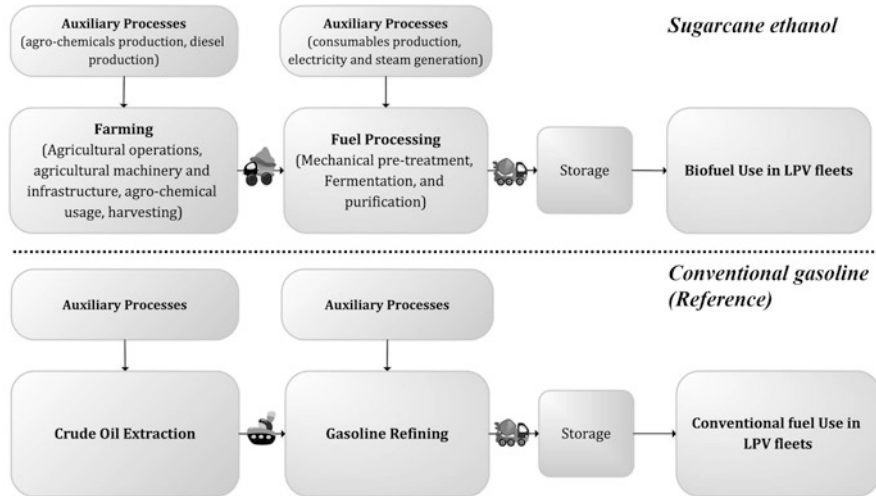 Auxiliary Processes
(agro-chemicals production, diesel
production)
Auxiliary Processes
(consumables production,
electricity and steam generation)
Sugarcane ethanol
Farming
(Agricultural operations,
agricultural machinery and
infrastructure, agro-chemical
usage, harvesting)
Fuel Processing
(Mechanical pre-treatment,
Fermentation, and
purification)
Storage
Biofuel Use in LPV fleets
Conventional gasoline
(Reference)
Auxiliary Processes
Auxiliary Processes
Crude Oil Extraction
Gasoline Refining
Storage
Conventional fuel Use in
LPV fleets